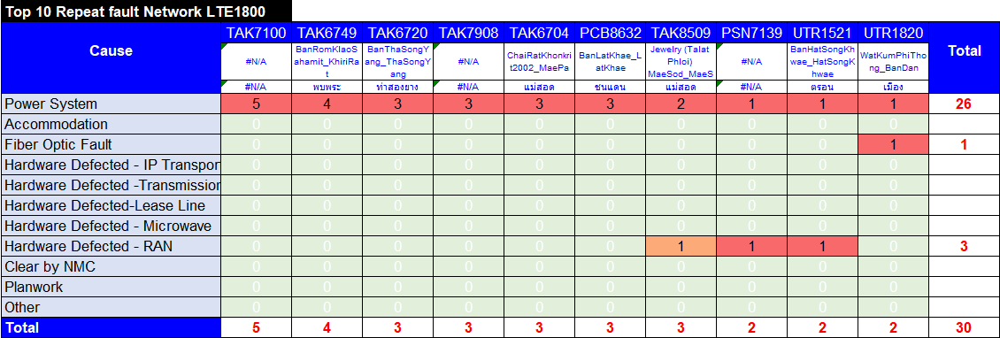 Top 10 Repeat fault Network LTE1800
Cause TAK7100 TAK6749 TAK6720 TAK7908 TAK6704 PCB8632 TAK8509 PSN7139 UTR1521 UTR1820 Total
#N/A BanRomKlaoSahamit_KhiriRat BanThaSongYang_ThaSongYang #N/A ChaiRatKhonkrit2002_MaePa BanLatKhae_LatKhae Jewelry (Talat Phloi) MaeSod_MaeS #N/A BanHatSongKhwae_HatSongKhwae WatKumPhiThong_BanDan
#N/A พบพระ ท่าสองยาง #N/A แม่สอด ชนแดน แม่สอด #N/A ตรอน เมือง
Power System 5 4 3 3 3 3 2 1 1 1 26
Accommodation 0 0 0 0 0 0 0 0 0 0
Fiber Optic Fault 0 0 0 0 0 0 0 0 0 1 1
Hardware Defected - IP Transpor 0 0 0 0 0 0 0 0 0 0
Hardware Defected -Transmission 0 0 0 0 0 0 0 0 0 0
Hardware Defected-Lease Line 0 0 0 0 0 0 0 0 0 0
Hardware Defected - Microwave 0 0 0 0 0 0 0 0 0 0
Hardware Defected - RAN 0 0 0 0 0 0 1 1 1 0 3
Clear by NMC 0 0 0 0 0 0 0 0 0 0
Planwork 0 0 0 0 0 0 0 0 0 0
Other 0 0 0 0 0 0 0 0 0 0
Total 5 4 3 3 3 3 3 2 2 2 30